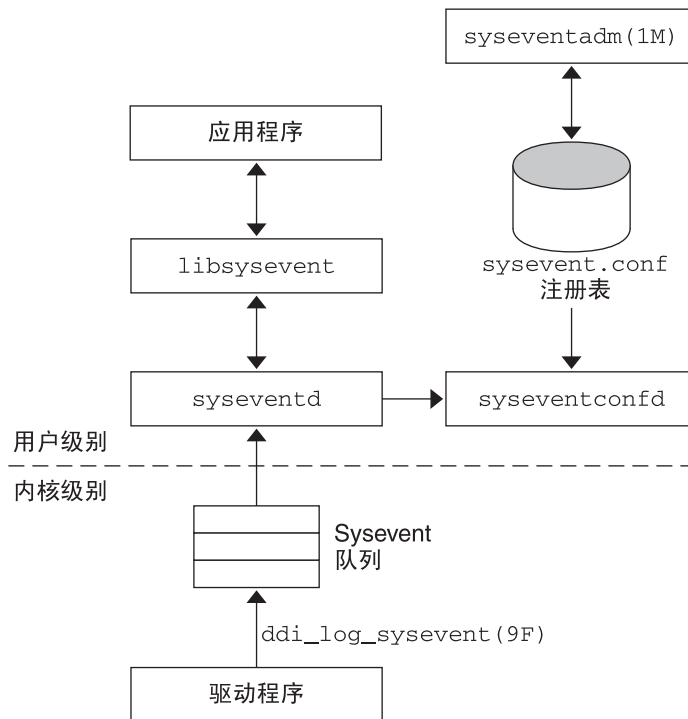 syseventadm(1M)
应用程序
libsysevent
sysevent.conf
注册表
syseventd
syseventconfd
用户级别
内核级别
Sysevent
队列
ddi_log_sysevent(9F)
驱动程序